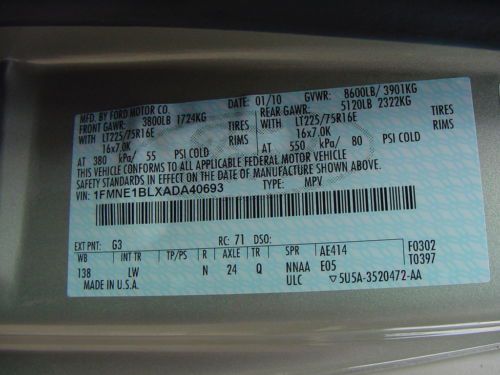 MFD. BY FORD MOTOR CO.
DATE: 01/10 GVWR: 8600LB/ 3901KG
FRONT GAWR: 3800LB 1724KG REAR GAWR: 5120LB 2322KG
WITH LT225/75R16E TIRES WITH LT225/75R16E TIRES
16x7.0K RIMS 16x7.0K RIMS
AT 380 kPa/ 55 PSI COLD AT 550 kPa/ 80 PSI COLD
THIS VEHICLE CONFORMS TO ALL APPLICABLE FEDERAL MOTOR VEHICLE
SAFETY STANDARDS IN EFFECT ON THE DATE OF MANUFACTURE SHOWN ABOVE.
VIN: 1FMNE1BLXADA40693 TYPE: MPV
EXT PNT: G3 RC: 71 DSO:
WB INT TR TP/PS R AXLE TR SPR AE414 F0302
138 LW N 24 Q NNAA E05 T0397
MADE IN U.S.A. ULC ▽5U5A-3520472-AA